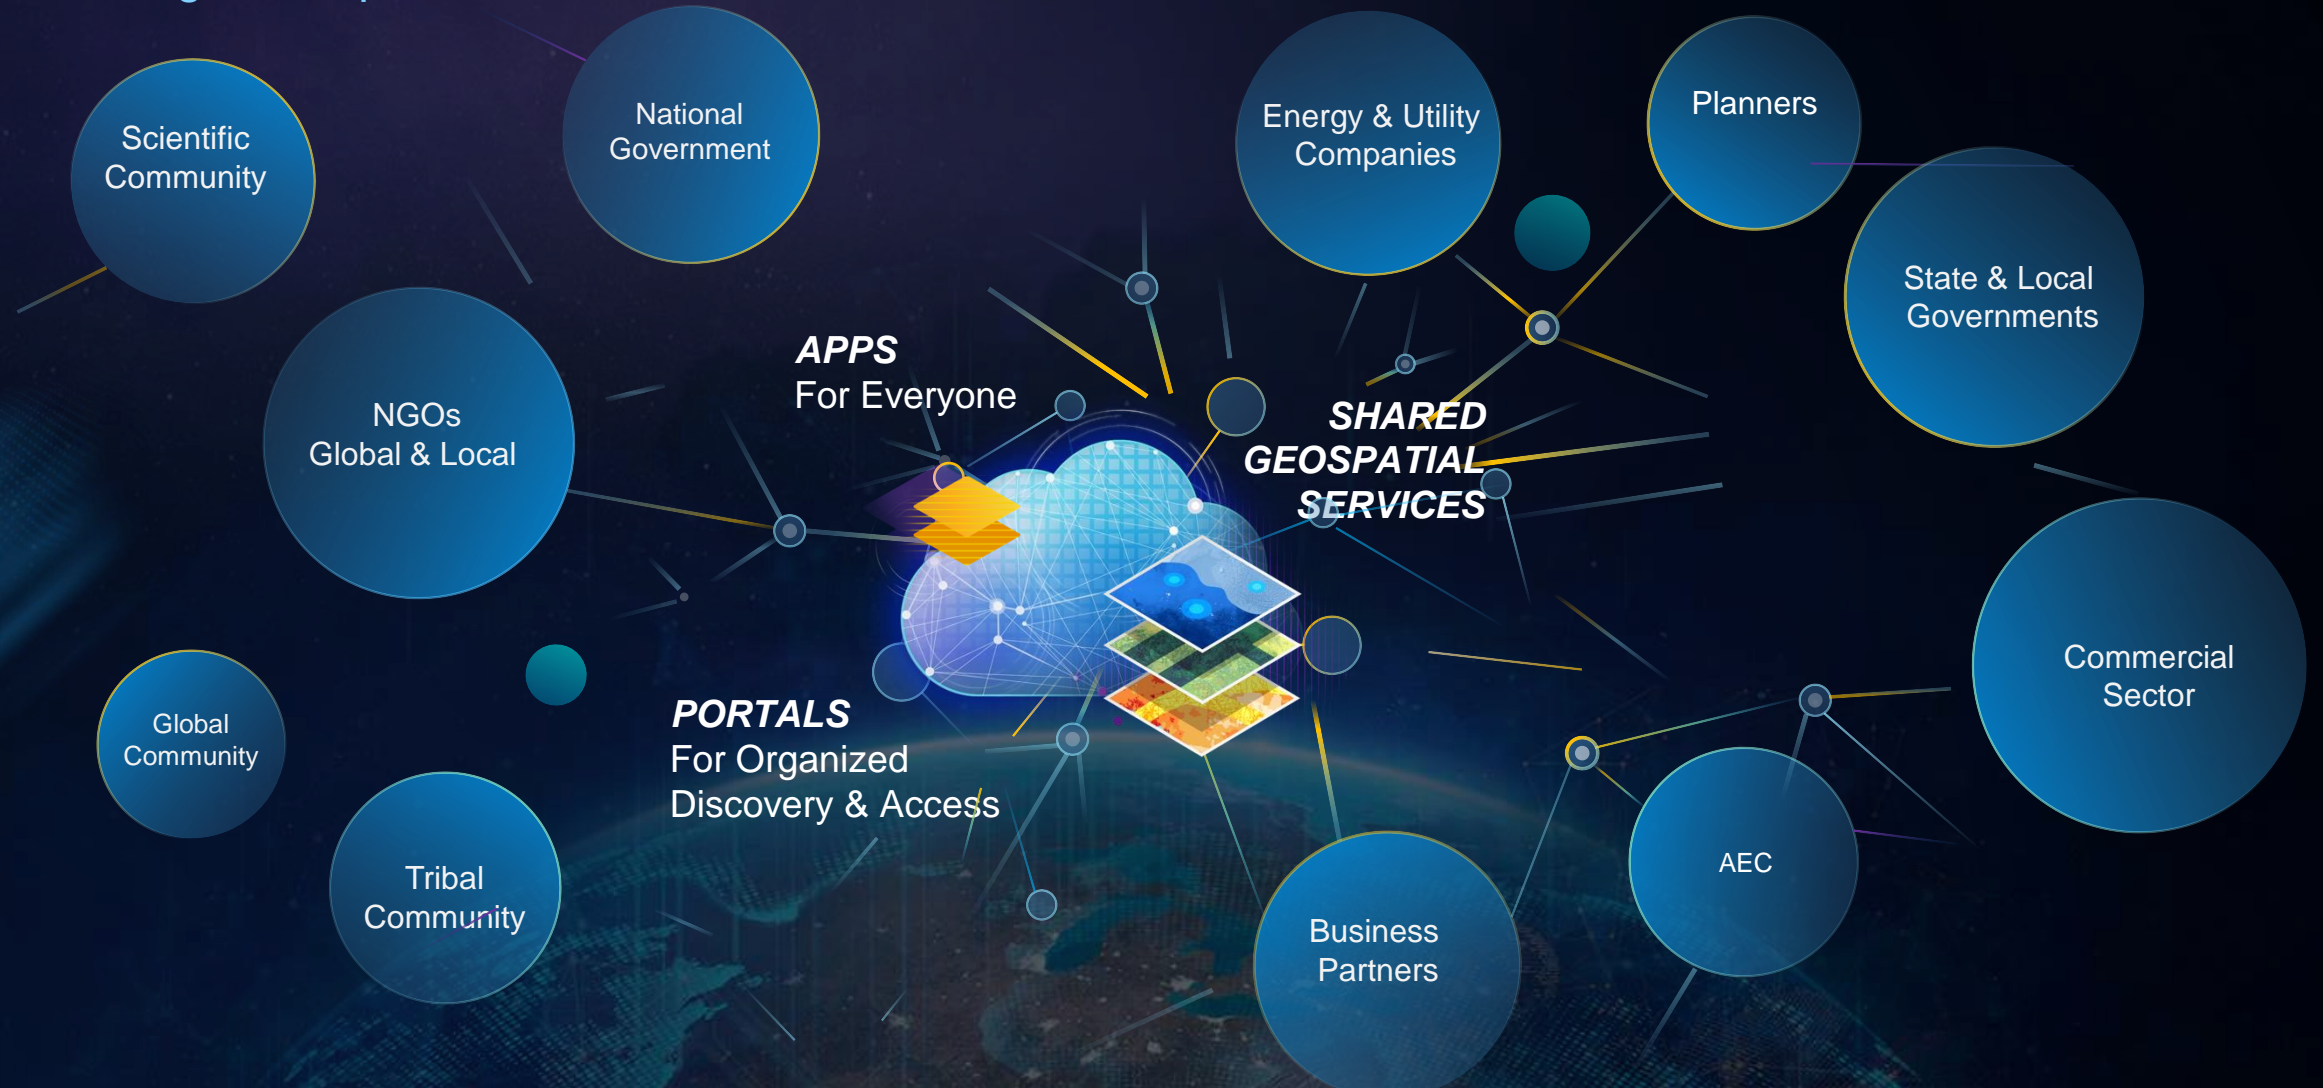 Scientific
Community
National
Government
Energy & Utility
Companies
Planners
State & Local
Governments
NGOs
Global & Local
APPS
For Everyone
SHARED
GEOSPATIAL
SERVICES
Commercial
Sector
Global
Community
PORTALS
For Organized
Discovery & Access
Tribal
Community
AEC
Business
Partners